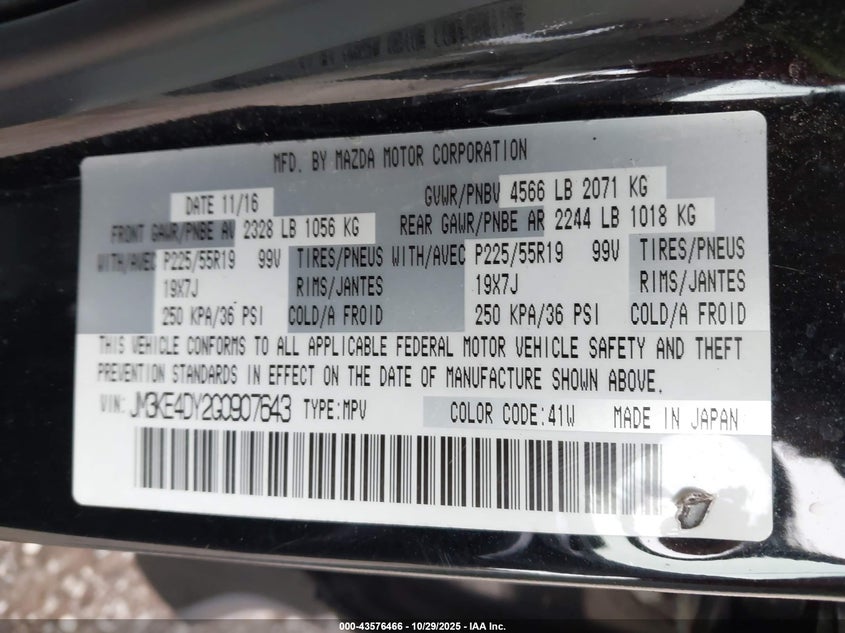 MFD. BY MAZDA MOTOR CORPORATION
DATE 11/16 GVWR/PNBV 4566 LB 2071 KG
FRONT GAWR/PNBE AV 2328 LB 1056 KG REAR GAWR/PNBE AR 2244 LB 1018 KG
WITH/AVEC P225/55R19 99V TIRES/PNEUS WITH/AVEC P225/55R19 99V TIRES/PNEUS
19X7J RIMS/JANTES 19X7J RIMS/JANTES
250 KPA/36 PSI COLD/A FROID 250 KPA/36 PSI COLD/A FROID
THIS VEHICLE CONFORMS TO ALL APPLICABLE FEDERAL MOTOR VEHICLE SAFETY AND THEFT
PREVENTION STANDARDS IN EFFECT ON THE DATE OF MANUFACTURE SHOWN ABOVE.
VIN: JM3KE4DY2G0907643 TYPE:MPV COLOR CODE:41W MADE IN JAPAN
000-43576466 - 10/29/2025 - IAA Inc.